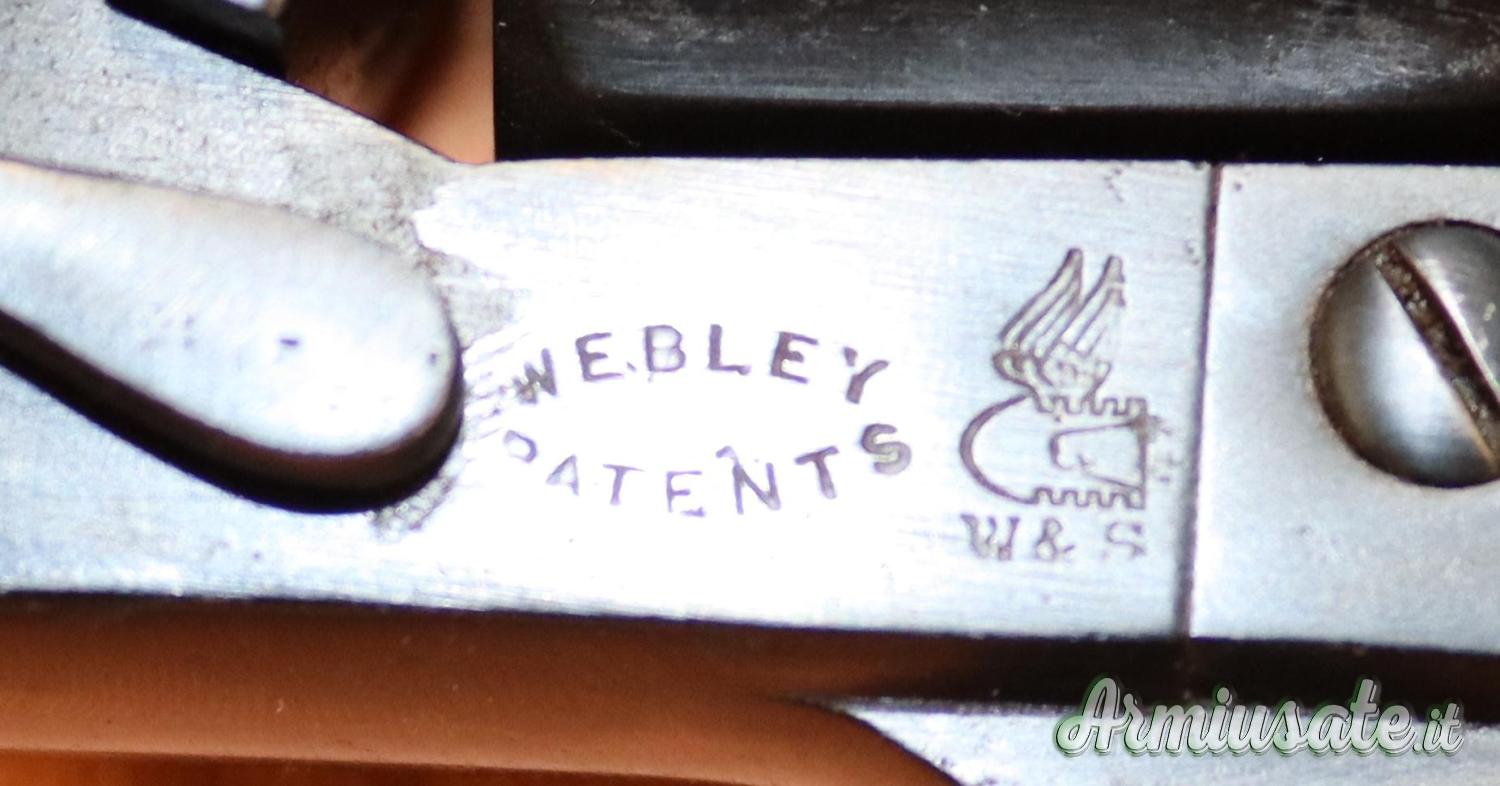 WEBLEY
PATENTS
W & S
Armiusate.it